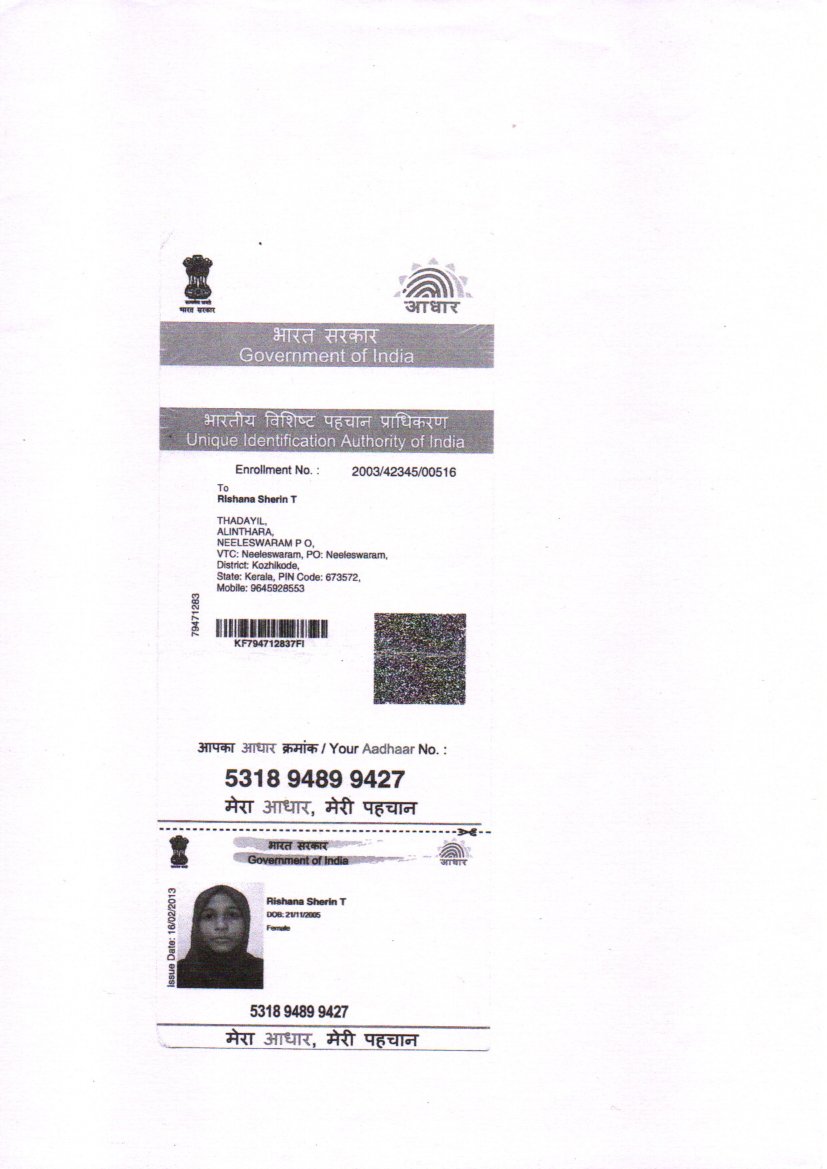 भारत सरकार
आधार
भारत सरकार
Government of India
भारतीय विशिष्ट पहचान प्राधिकरण
Unique Identification Authority of India
Enrollment No. : 2003/42345/00516
To
Rishana Sherin T
THADAYIL,
ALINTHARA,
NEELESWARAM P O,
VTC: Neeleswaram, PO: Neeleswaram,
District: Kozhikode,
State: Kerala, PIN Code: 673572,
Mobile: 9645928553
79471283
KF794712837FI
आपका आधार क्रमांक / Your Aadhaar No. :
5318 9489 9427
मेरा आधार, मेरी पहचान
भारत सरकार
Government of India
आधार
Issue Date: 16/02/2013
Rishana Sherin T
DOB: 21/11/2005
Female
5318 9489 9427
मेरा आधार, मेरी पहचान